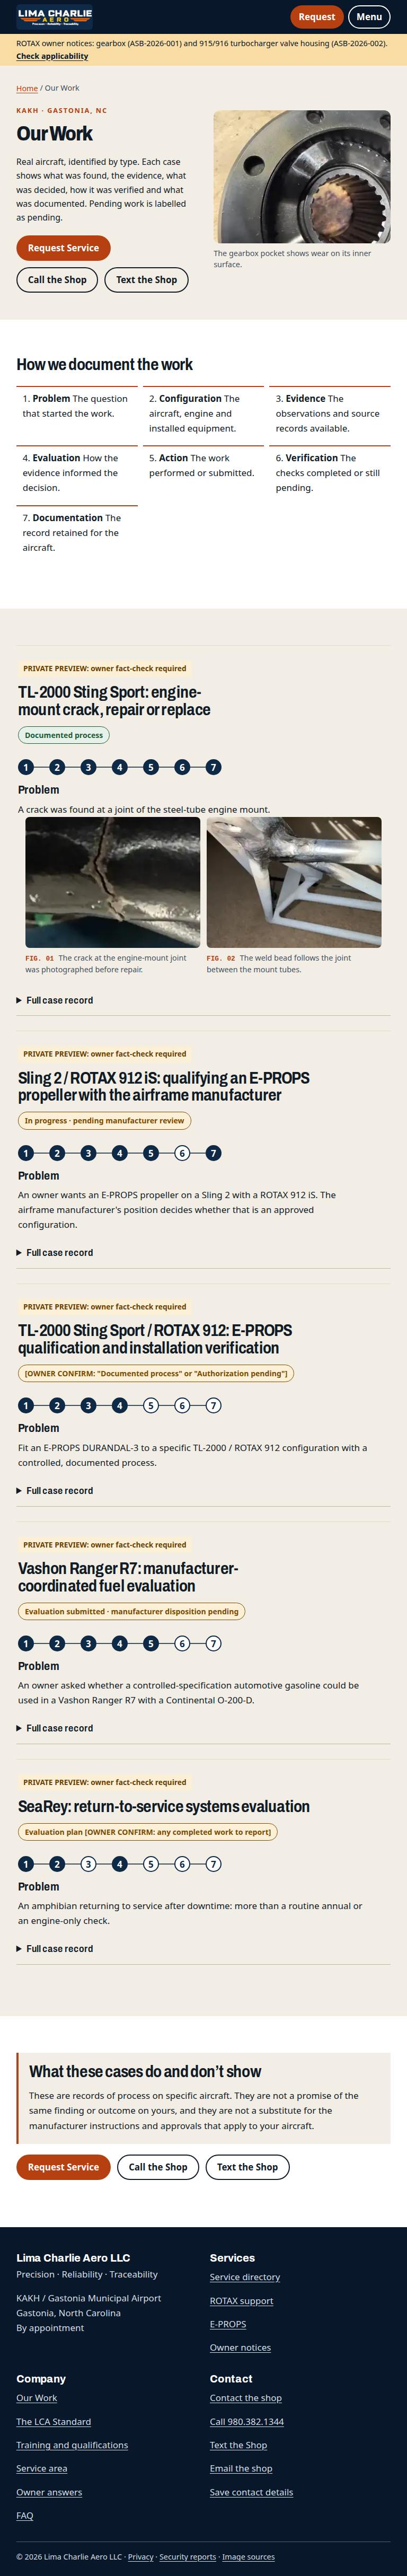 LIMA CHARLIE
AERO
Precision. Reliability. Traceability.
Request
Menu
ROTAX owner notices: gearbox (ASB-2026-001) and 915/916 turbocharger valve housing (ASB-2026-002).
Check applicability
Home / Our Work
KAKH · GASTONIA, NC
Our Work
Real aircraft, identified by type. Each case
shows what was found, the evidence, what
was decided, how it was verified and what
was documented. Pending work is labelled
as pending.
Request Service
Call the Shop
Text the Shop
The gearbox pocket shows wear on its inner
surface.
How we document the work
1. Problem The question
that started the work.
2. Configuration The
aircraft, engine and
installed equipment.
3. Evidence The
observations and source
records available.
4. Evaluation How the
evidence informed the
decision.
5. Action The work
performed or submitted.
6. Verification The
checks completed or still
pending.
7. Documentation The
record retained for the
aircraft.
PRIVATE PREVIEW: owner fact-check required
TL-2000 Sting Sport: engine-
mount crack, repair or replace
Documented process
1 2 3 4 5 6 7
Problem
A crack was found at a joint of the steel-tube engine mount.
FIG. 01 The crack at the engine-mount joint
was photographed before repair.
FIG. 02 The weld bead follows the joint
between the mount tubes.
▶ Full case record
PRIVATE PREVIEW: owner fact-check required
Sling 2 / ROTAX 912 iS: qualifying an E-PROPS
propeller with the airframe manufacturer
In progress · pending manufacturer review
1 2 3 4 5 6 7
Problem
An owner wants an E-PROPS propeller on a Sling 2 with a ROTAX 912 iS. The
airframe manufacturer's position decides whether that is an approved
configuration.
▶ Full case record
PRIVATE PREVIEW: owner fact-check required
TL-2000 Sting Sport / ROTAX 912: E-PROPS
qualification and installation verification
[OWNER CONFIRM: "Documented process" or "Authorization pending"]
1 2 3 4 5 6 7
Problem
Fit an E-PROPS DURANDAL-3 to a specific TL-2000 / ROTAX 912 configuration with a
controlled, documented process.
▶ Full case record
PRIVATE PREVIEW: owner fact-check required
Vashon Ranger R7: manufacturer-
coordinated fuel evaluation
Evaluation submitted · manufacturer disposition pending
1 2 3 4 5 6 7
Problem
An owner asked whether a controlled-specification automotive gasoline could be
used in a Vashon Ranger R7 with a Continental O-200-D.
▶ Full case record
PRIVATE PREVIEW: owner fact-check required
SeaRey: return-to-service systems evaluation
Evaluation plan [OWNER CONFIRM: any completed work to report]
1 2 3 4 5 6 7
Problem
An amphibian returning to service after downtime: more than a routine annual or
an engine-only check.
▶ Full case record
What these cases do and don't show
These are records of process on specific aircraft. They are not a promise of the
same finding or outcome on yours, and they are not a substitute for the
manufacturer instructions and approvals that apply to your aircraft.
Request Service
Call the Shop
Text the Shop
Lima Charlie Aero LLC
Precision · Reliability · Traceability
KAKH / Gastonia Municipal Airport
Gastonia, North Carolina
By appointment
Services
Service directory
ROTAX support
E-PROPS
Owner notices
Company
Our Work
The LCA Standard
Training and qualifications
Service area
Owner answers
FAQ
Contact
Contact the shop
Call 980.382.1344
Text the Shop
Email the shop
Save contact details
© 2026 Lima Charlie Aero LLC · Privacy · Security reports · Image sources